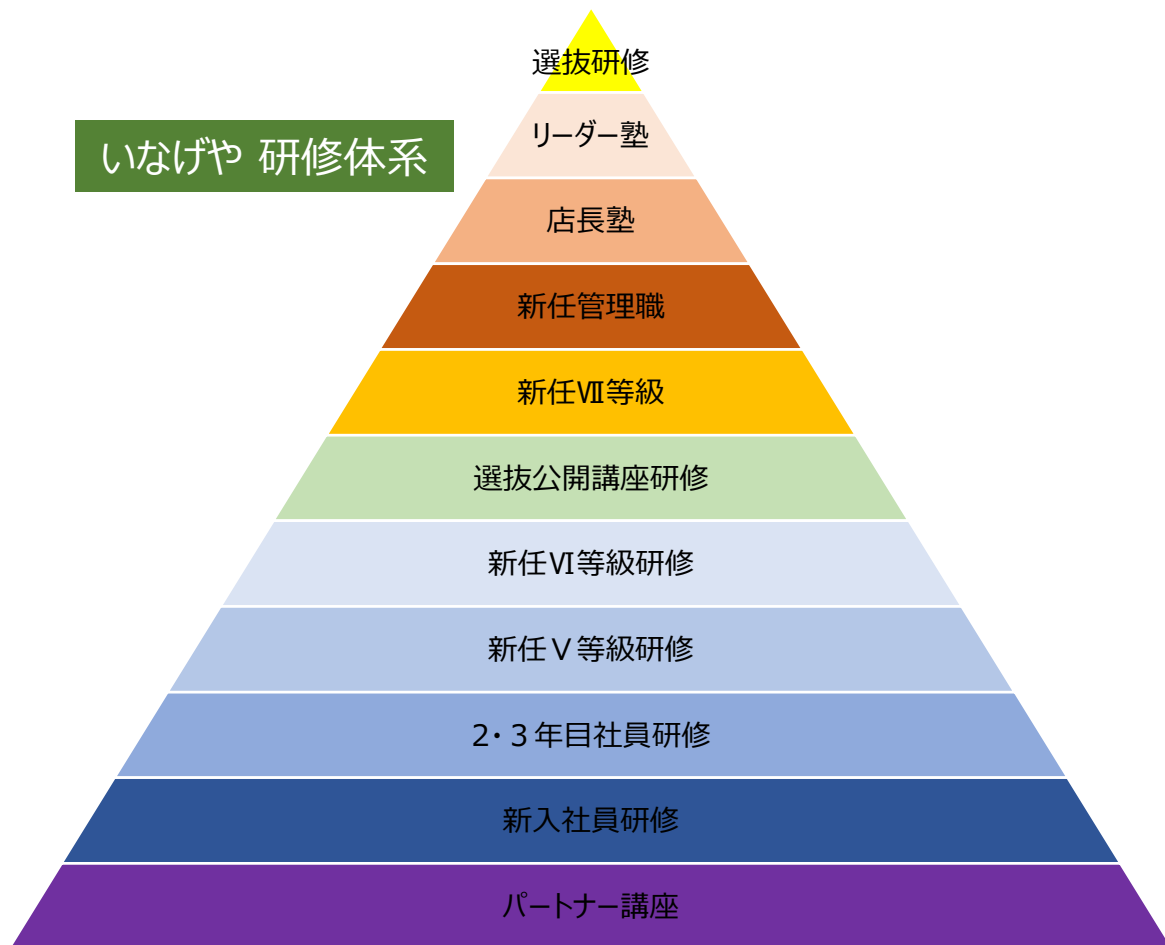 選抜研修
リーダー塾
いなげや 研修体系
店長塾
新任管理職
新任Ⅶ等級
選抜公開講座研修
新任Ⅵ等級研修
新任Ⅴ等級研修
2・３年目社員研修
新入社員研修
パートナー講座